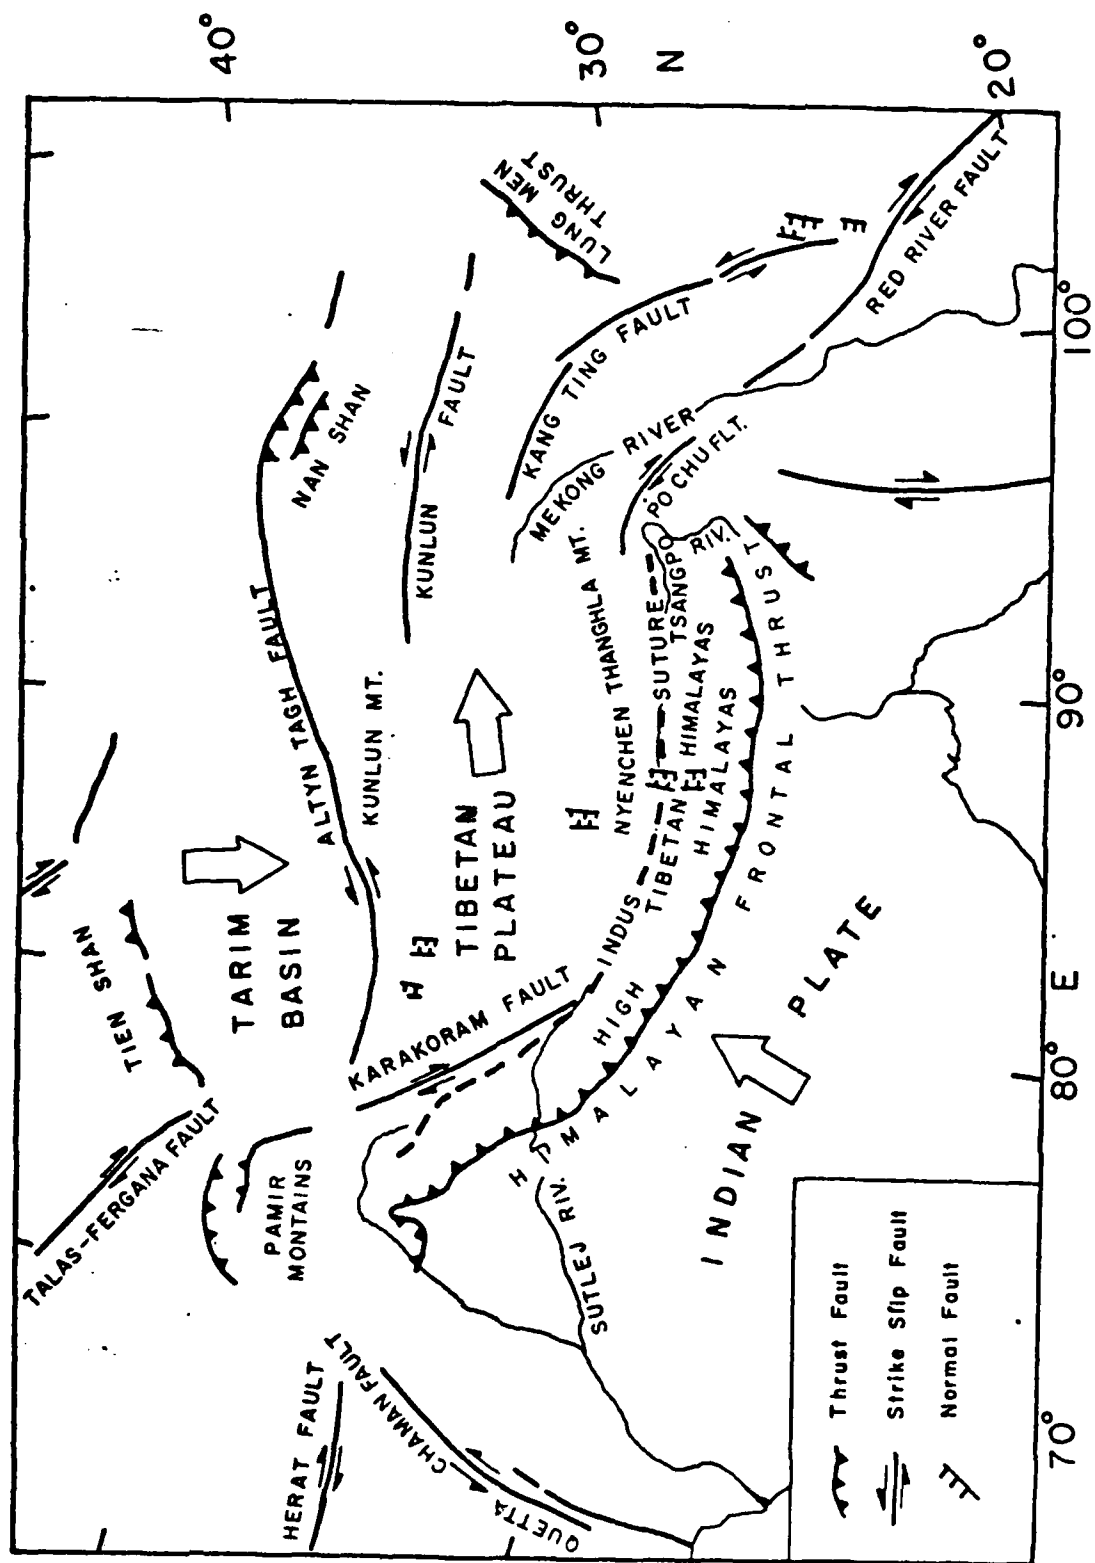 40°
30°
N
20°
70°
80°
E
90°
100°
HERAT FAULT
QUETTA CHAMAN FAULT
TALAS-FERGANA FAULT
PAMIR
MONTAINS
TIEN SHAN
TARIM
BASIN
ALTYN TAGH FAULT
KUNLUN MT.
NAN SHAN
KUNLUN FAULT
LUNG MEN
THRUST
KANG TING FAULT
MEKONG RIVER
PO CHU FLT.
RED RIVER FAULT
TIBETAN
PLATEAU
KARAKORAM FAULT
NYENCHEN THANGHLA MT.
INDUS SUTURE
TSANGPO RIV.
TIBETAN HIMALAYAS
HIGH HIMALAYAS
HIMALAYAN FRONTAL THRUST
SUTLEJ RIV.
INDIAN PLATE
Thrust Fault
Strike Slip Fault
Normal Fault